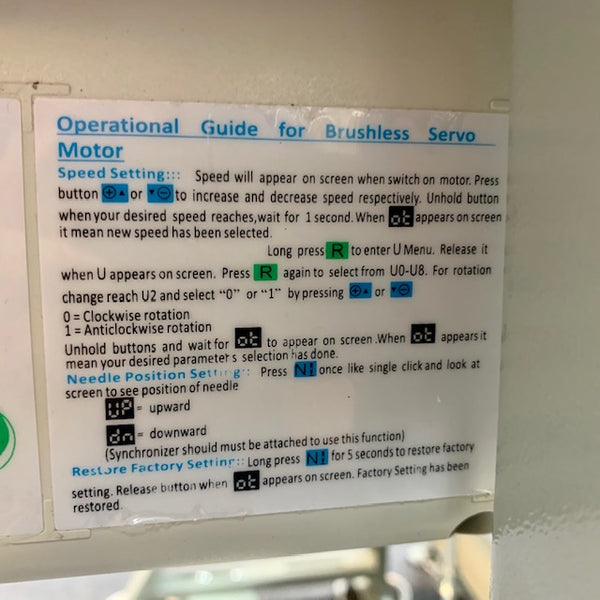 Operational Guide for Brushless Servo
Motor
Speed Setting::: Speed will appear on screen when switch on motor. Press
button ⊕▲ or ▼⊖ to increase and decrease speed respectively. Unhold button
when your desired speed reaches,wait for 1 second. When ot appears on screen
it mean new speed has been selected.
Long press R to enter U Menu. Release it
when U appears on screen. Press R again to select from U0-U8. For rotation
change reach U2 and select “0” or “1” by pressing ⊕▲ or ▼⊖
0 = Clockwise rotation
1 = Anticlockwise rotation
Unhold buttons and wait for ot to appear on screen .When ot appears it
mean your desired parameters selection has done.
Needle Position Setting:: Press N↕ once like single click and look at
screen to see position of needle
UP = upward
dn = downward
(Synchronizer should must be attached to use this function)
Restore Factory Setting:: Long press N↕ for 5 seconds to restore factory
setting. Release button when ot appears on screen. Factory Setting has been
restored.